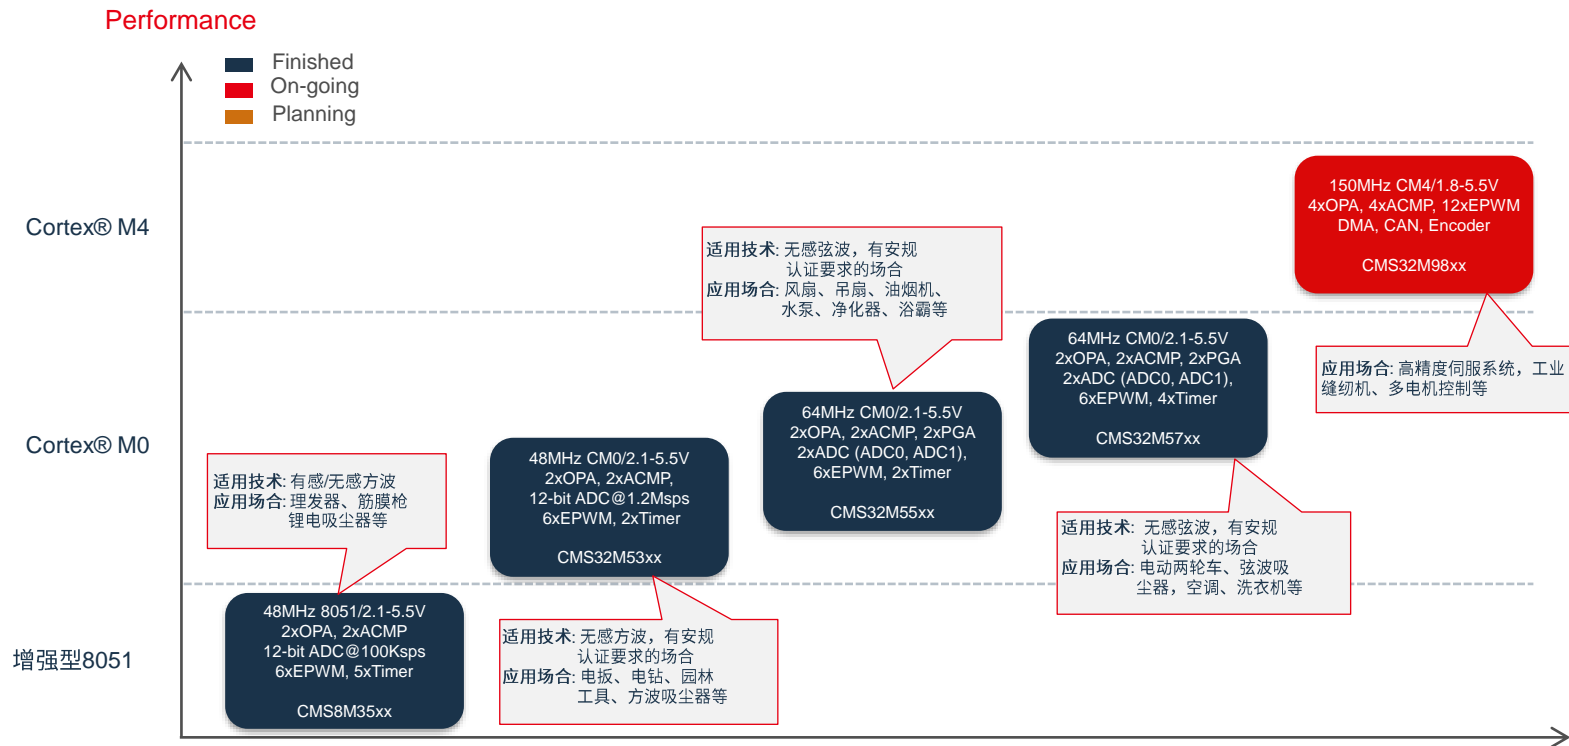 Performance
Finished
On-going
Planning
Cortex® M4
Cortex® M0
增强型8051
150MHz CM4/1.8-5.5V
4xOPA, 4xACMP, 12xEPWM
DMA, CAN, Encoder
CMS32M98xx
应用场合: 高精度伺服系统，工业
缝纫机、多电机控制等
适用技术: 无感弦波，有安规
认证要求的场合
应用场合: 风扇、吊扇、油烟机、
水泵、净化器、浴霸等
64MHz CM0/2.1-5.5V
2xOPA, 2xACMP, 2xPGA
2xADC (ADC0, ADC1),
6xEPWM, 4xTimer
CMS32M57xx
64MHz CM0/2.1-5.5V
2xOPA, 2xACMP, 2xPGA
2xADC (ADC0, ADC1),
6xEPWM, 2xTimer
CMS32M55xx
48MHz CM0/2.1-5.5V
2xOPA, 2xACMP,
12-bit ADC@1.2Msps
6xEPWM, 2xTimer
CMS32M53xx
适用技术: 有感/无感方波
应用场合: 理发器、筋膜枪
锂电吸尘器等
适用技术: 无感弦波，有安规
认证要求的场合
应用场合: 电动两轮车、弦波吸
尘器，空调、洗衣机等
48MHz 8051/2.1-5.5V
2xOPA, 2xACMP
12-bit ADC@100Ksps
6xEPWM, 5xTimer
CMS8M35xx
适用技术: 无感方波，有安规
认证要求的场合
应用场合: 电扳、电钻、园林
工具、方波吸尘器等